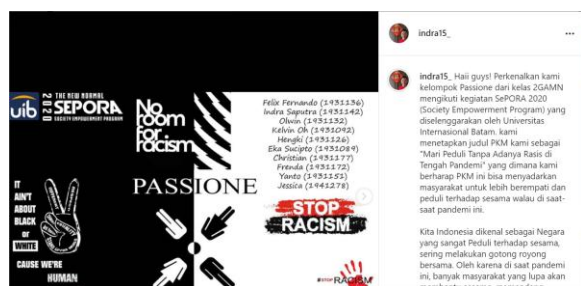 uib
2020
THE NEW NORMAL
SEPORA
SOCIETY EMPOWERMENT PROGRAM
No
room
for
racism
IT
AIN'T
ABOUT
BLACK
or
WHITE
CAUSE WE'RE
HUMAN
PASSIONE
Felix Fernando (1931136)
Indra Saputra (1931142)
Olwin (1931132)
Kelvin Oh (1931092)
Hengki (1931126)
Eka Sucipto (1931089)
Christian (1931177)
Frenda (1931172)
Yanto (1931151)
Jessica (1941278)
STOP
RACISM
#STOP RACISM
indra15_
indra15_ Haii guys! Perkenalkan kami
kelompok Passione dari kelas 2GAMN
mengikuti kegiatan SePORA 2020
(Society Empowerment Program) yang
diselenggarakan oleh Universitas
Internasional Batam. kami
menetapkan judul PKM kami sebagai
"Mari Peduli Tanpa Adanya Rasis di
Tengah Pandemi" yang dimana kami
berharap PKM ini bisa menyadarkan
masyarakat untuk lebih berempati dan
peduli terhadap sesama walau di saat-
saat pandemi ini.
Kita Indonesia dikenal sebagai Negara
yang sangat Peduli terhadap sesama,
sering melakukan gotong royong
bersama. Oleh karena di saat pandemi
ini, banyak masyarakat yang lupa akan